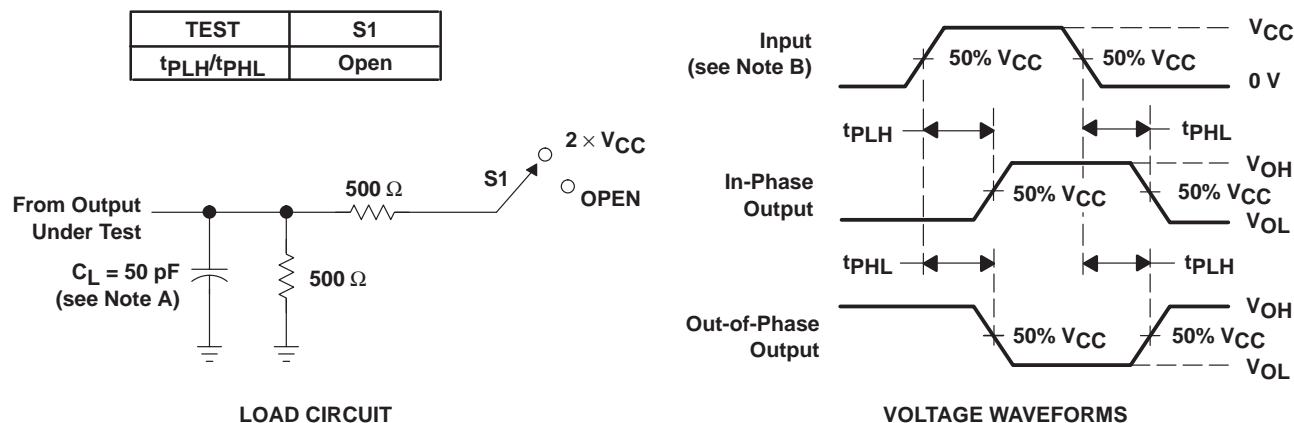 TEST S1
tPLH/tPHL Open
From Output
Under Test
CL = 50 pF
(see Note A)
500 Ω
500 Ω
S1
2 × VCC
OPEN
LOAD CIRCUIT
Input
(see Note B)
50% VCC
50% VCC
VCC
0 V
tPLH
tPHL
In-Phase
Output
50% VCC
50% VCC
VOH
VOL
tPHL
tPLH
Out-of-Phase
Output
50% VCC
50% VCC
VOH
VOL
VOLTAGE WAVEFORMS